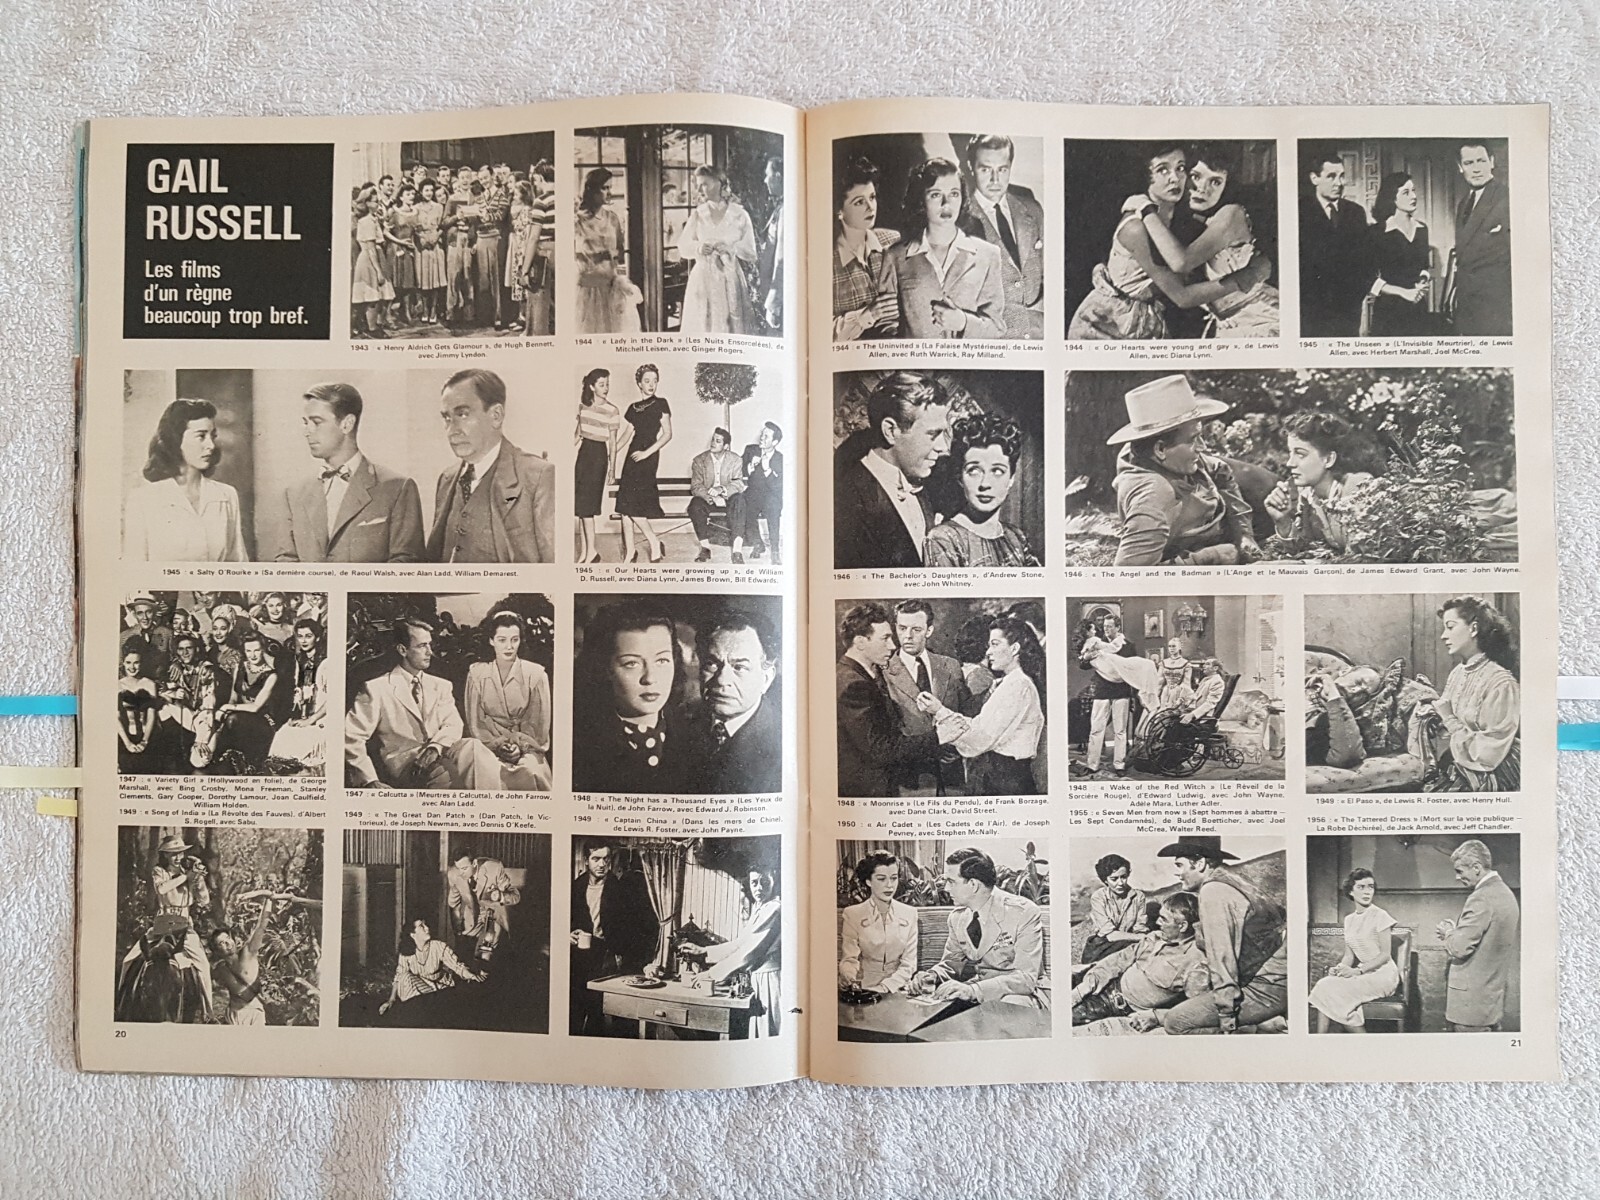 GAIL
RUSSELL
Les films
d'un règne
beaucoup trop bref.
1943 : « Henry Aldrich Gets Glamour », de Hugh Bennett,
avec Jimmy Lyndon.
1944 : « Lady in the Dark » (Les Nuits Ensorcelées), de
Mitchell Leisen, avec Ginger Rogers.
1945 : « Salty O'Rourke » (Sa dernière course), de Raoul Walsh, avec Alan Ladd, William Demarest.
1945 : « Our Hearts were growing up », de William
D. Russell, avec Diana Lynn, James Brown, Bill Edwards.
1947 : « Variety Girl » (Hollywood en folie), de George
Marshall, avec Bing Crosby, Mona Freeman, Stanley
Clements, Gary Cooper, Dorothy Lamour, Joan Caulfield,
William Holden.
1947 : « Calcutta » (Meurtres à Calcutta), de John Farrow,
avec Alan Ladd.
1948 : « The Night has a Thousand Eyes » (Les Yeux de
la Nuit), de John Farrow, avec Edward J. Robinson.
1949 : « Song of India » (La Révolte des Fauves), d'Albert
S. Rogell, avec Sabu.
1949 : « The Great Dan Patch » (Dan Patch, le Vic-
torieux), de Joseph Newman, avec Dennis O'Keefe.
1949 : « Captain China » (Dans les mers de Chine),
de Lewis R. Foster, avec John Payne.
20
1944 : « The Uninvited » (La Falaise Mystérieuse), de Lewis
Allen, avec Ruth Warrick, Ray Milland.
1944 : « Our Hearts were young and gay », de Lewis
Allen, avec Diana Lynn.
1945 : « The Unseen » (L'Invisible Meurtrier), de Lewis
Allen, avec Herbert Marshall, Joel McCrea.
1946 : « The Bachelor's Daughters », d'Andrew Stone,
avec John Whitney.
1946 : « The Angel and the Badman » (L'Ange et le Mauvais Garçon), de James Edward Grant, avec John Wayne.
1948 : « Moonrise » (Le Fils du Pendu), de Frank Borzage,
avec Dane Clark, David Street.
1948 : « Wake of the Red Witch » (Le Réveil de la
Sorcière Rouge), d'Edward Ludwig, avec John Wayne,
Adèle Mara, Luther Adler.
1949 : « El Paso », de Lewis R. Foster, avec Henry Hull.
1950 : « Air Cadet » (Les Cadets de l'Air), de Joseph
Pevney, avec Stephen McNally.
1955 : « Seven Men from now » (Sept hommes à abattre –
Les Sept Condamnés), de Budd Boetticher, avec Joel
McCrea, Walter Reed.
1956 : « The Tattered Dress » (Mort sur la voie publique –
La Robe Déchirée), de Jack Arnold, avec Jeff Chandler.
21